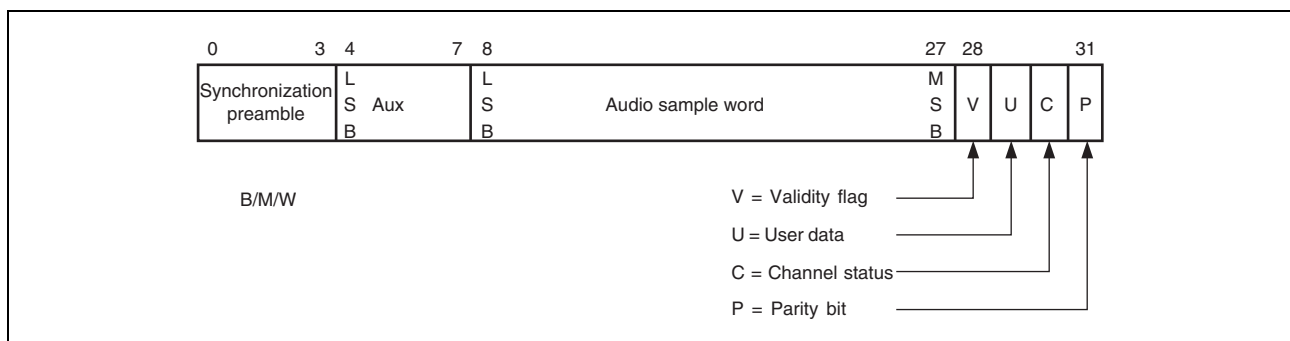 0 3 4 7 8 27 28 31
Synchronization
preamble
L
S
B
Aux
L
S
B
Audio sample word
M
S
B
V
U
C
P
B/M/W
V = Validity flag
U = User data
C = Channel status
P = Parity bit